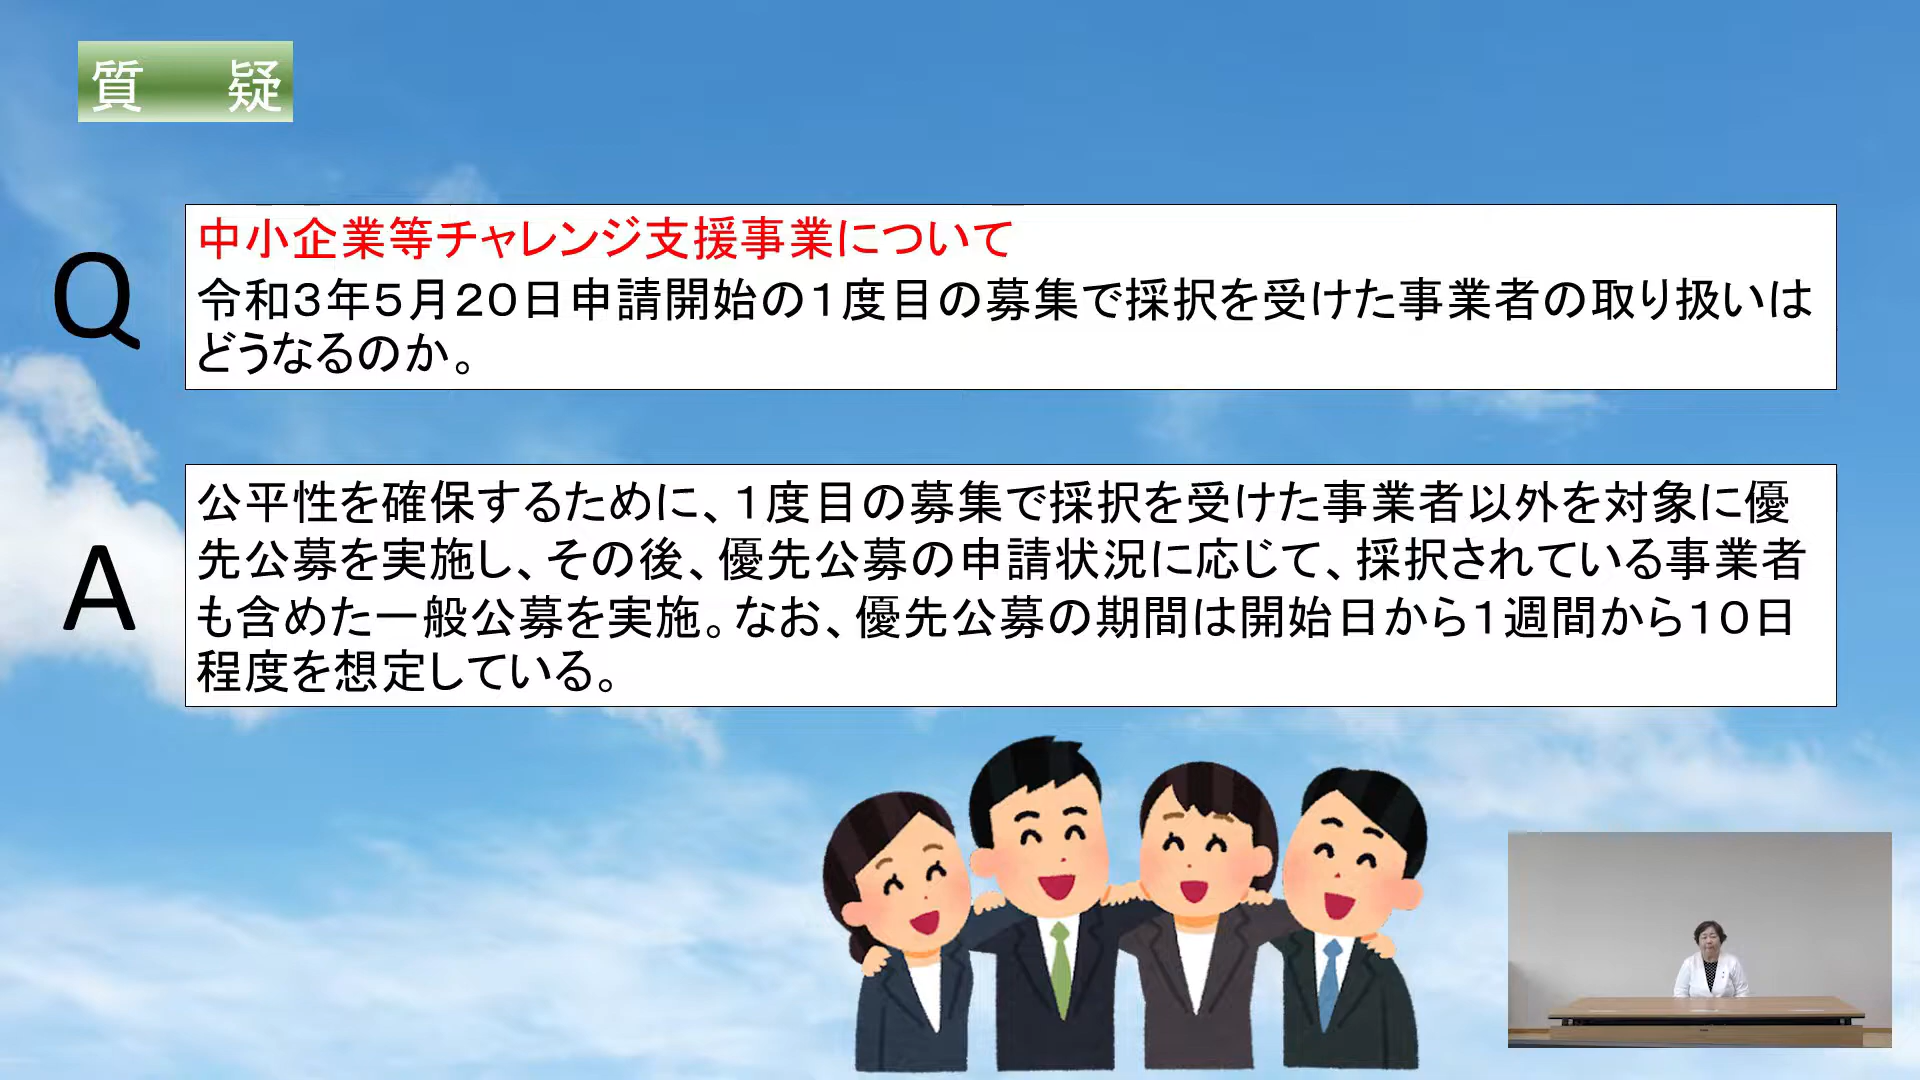 質　疑
Q
中小企業等チャレンジ支援事業について
令和３年５月２０日申請開始の１度目の募集で採択を受けた事業者の取り扱いは
どうなるのか。
A
公平性を確保するために、１度目の募集で採択を受けた事業者以外を対象に優
先公募を実施し、その後、優先公募の申請状況に応じて、採択されている事業者
も含めた一般公募を実施。なお、優先公募の期間は開始日から１週間から１０日
程度を想定している。